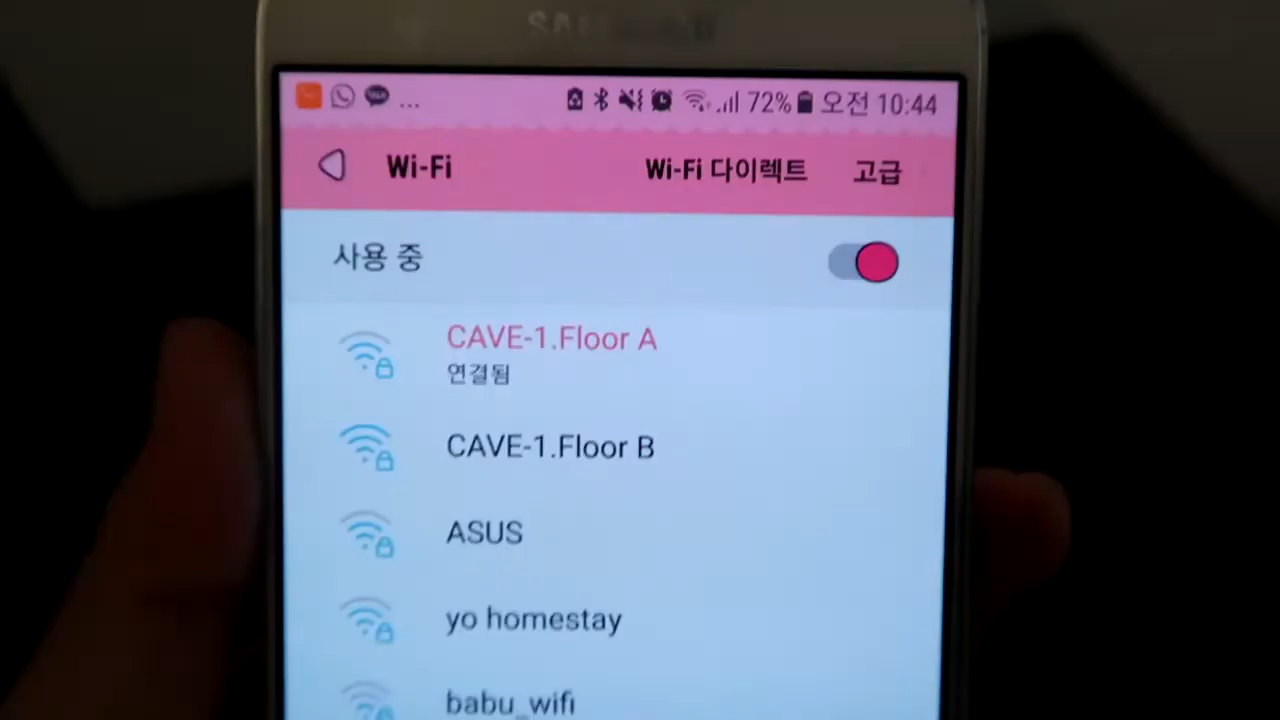 SAMSUNG
... 72% 오전 10:44
Wi-Fi Wi-Fi 다이렉트 고급
사용 중
CAVE-1.Floor A
연결됨
CAVE-1.Floor B
ASUS
yo homestay
babu_wifi